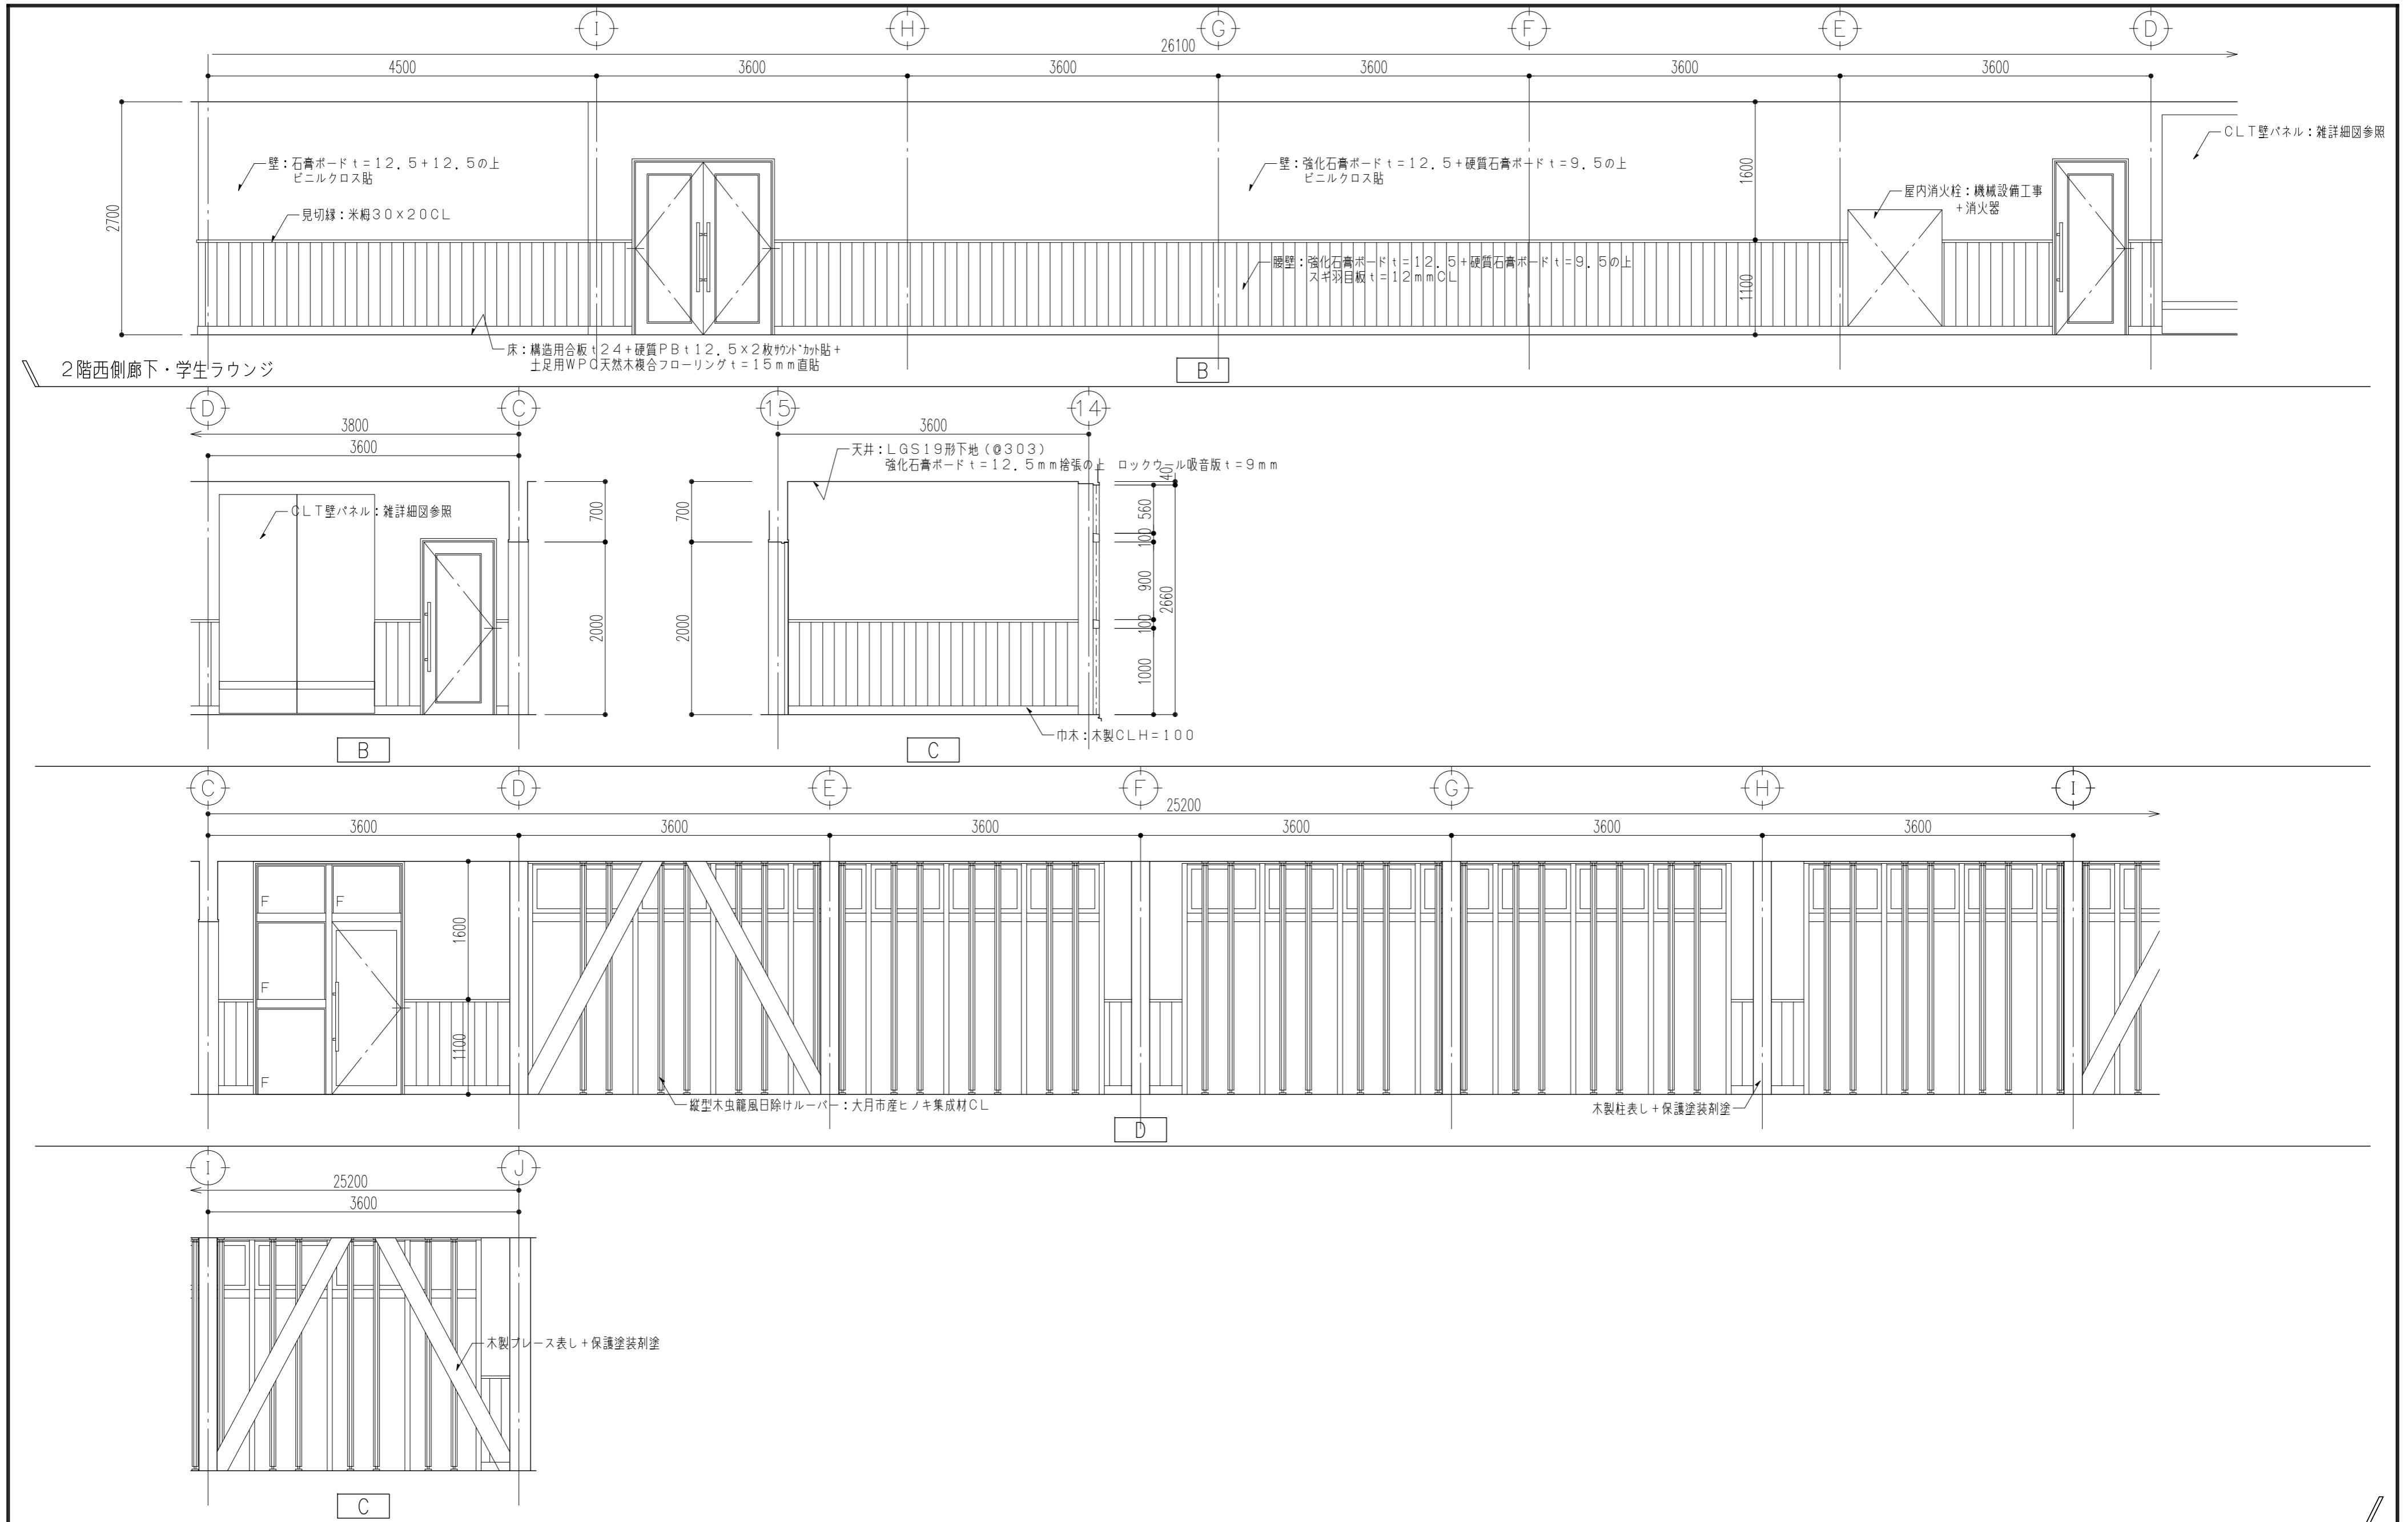 I H G F E D
26100
4500 3600 3600 3600 3600 3600
CLT壁パネル:雑詳細図参照
壁:石膏ボードt=12.5+12.5の上
ビニルクロス貼
壁:強化石膏ボードt=12.5+硬質石膏ボードt=9.5の上
ビニルクロス貼
1600
屋内消火栓:機械設備工事
+消火器
2700
見切縁:米栂30×20CL
腰壁:強化石膏ボードt=12.5+硬質石膏ボードt=9.5の上
スギ羽目板t=12mmCL
1100
床:構造用合板t24+硬質PBt12.5×2枚サウンドカット貼+
土足用WPC天然木複合フローリングt=15mm直貼
2階西側廊下・学生ラウンジ
B
D C 15 14
3800
3600 3600
天井:LGS19形下地(@303)
強化石膏ボードt=12.5mm捨張の上 ロックウール吸音版t=9mm
40
CLT壁パネル:雑詳細図参照
700 700 560
100
900
2660
2000 2000 100
1000
巾木:木製CLH=100
B C
C D E F G H I
25200
3600 3600 3600 3600 3600 3600
F F
1600
F
1100
F
縦型木虫籠風日除けルーバー:大月市産ヒノキ集成材CL
木製柱表し+保護塗装剤塗
D
I J
25200
3600
木製ブレース表し+保護塗装剤塗
C